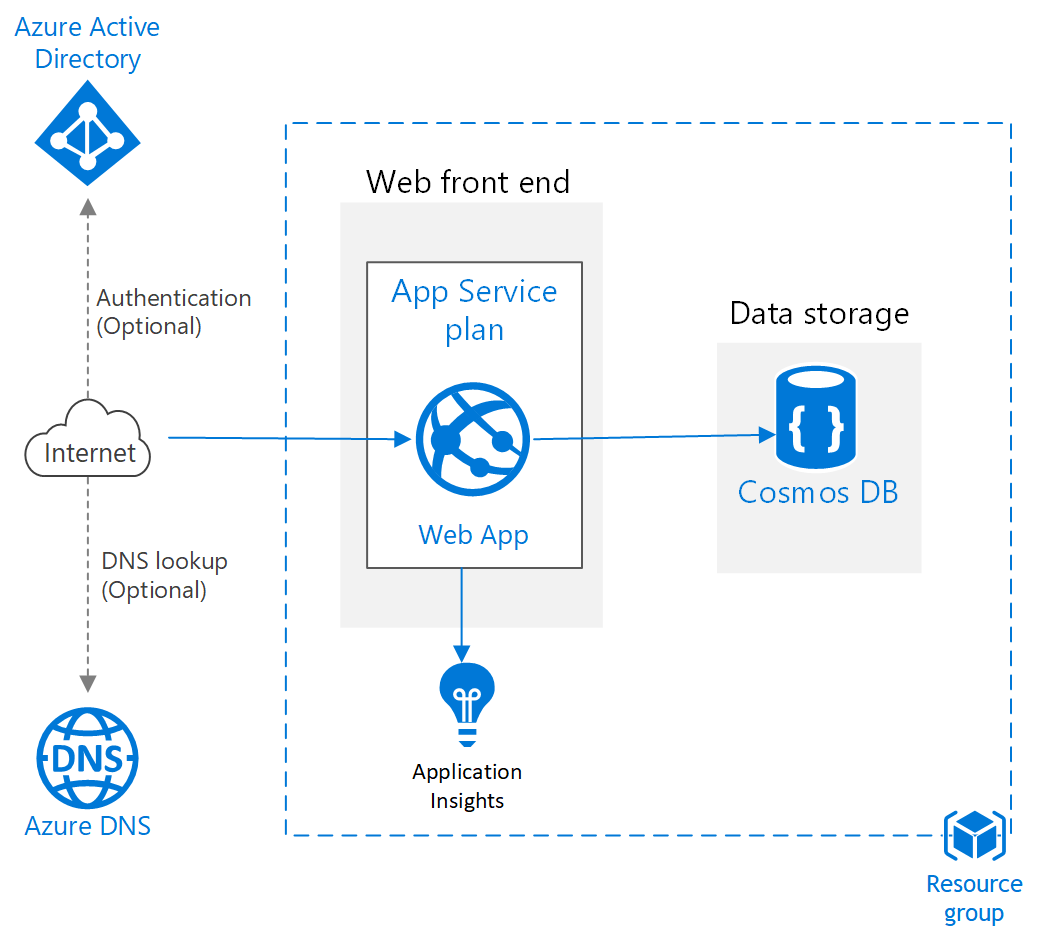 Azure Active
Directory
Web front end
App Service
plan
Authentication
(Optional)
Data storage
Internet
Cosmos DB
Web App
DNS lookup
(Optional)
DNS
Application
Insights
Azure DNS
Resource
group